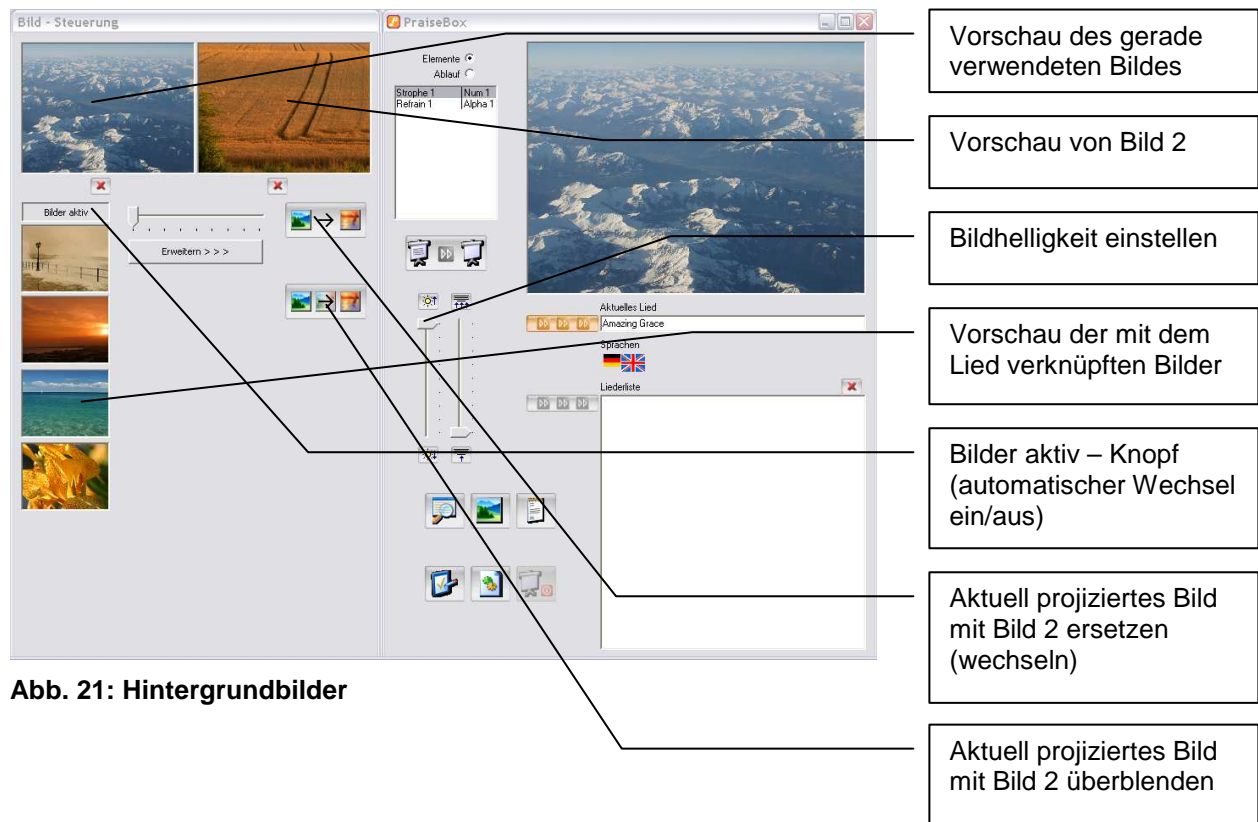 Bild - Steuerung
PraiseBox
Elemente
Ablauf
Strophe 1 Num 1
Refrain 1 Alpha 1
Bilder aktiv
Erweitern > > >
Aktuelles Lied
Amazing Grace
Sprachen
Liederliste
Vorschau des gerade
verwendeten Bildes
Vorschau von Bild 2
Bildhelligkeit einstellen
Vorschau der mit dem
Lied verknüpften Bilder
Bilder aktiv – Knopf
(automatischer Wechsel
ein/aus)
Aktuell projiziertes Bild
mit Bild 2 ersetzen
(wechseln)
Aktuell projiziertes Bild
mit Bild 2 überblenden
Abb. 21: Hintergrundbilder